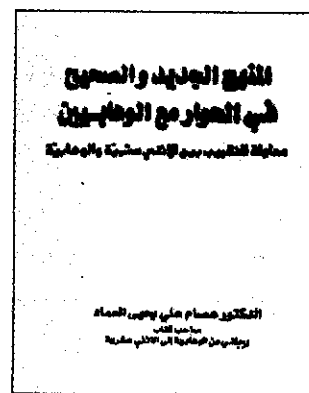 المنهج الجديد والصحيح
في الحوار مع الوهابيين
محاولة للتقريب بين الإثني عشرية والوهابية
الدكتور عصام علي يحيى العماد
صاحب كتاب
رحلتي من الوهابية إلى الاثني عشرية